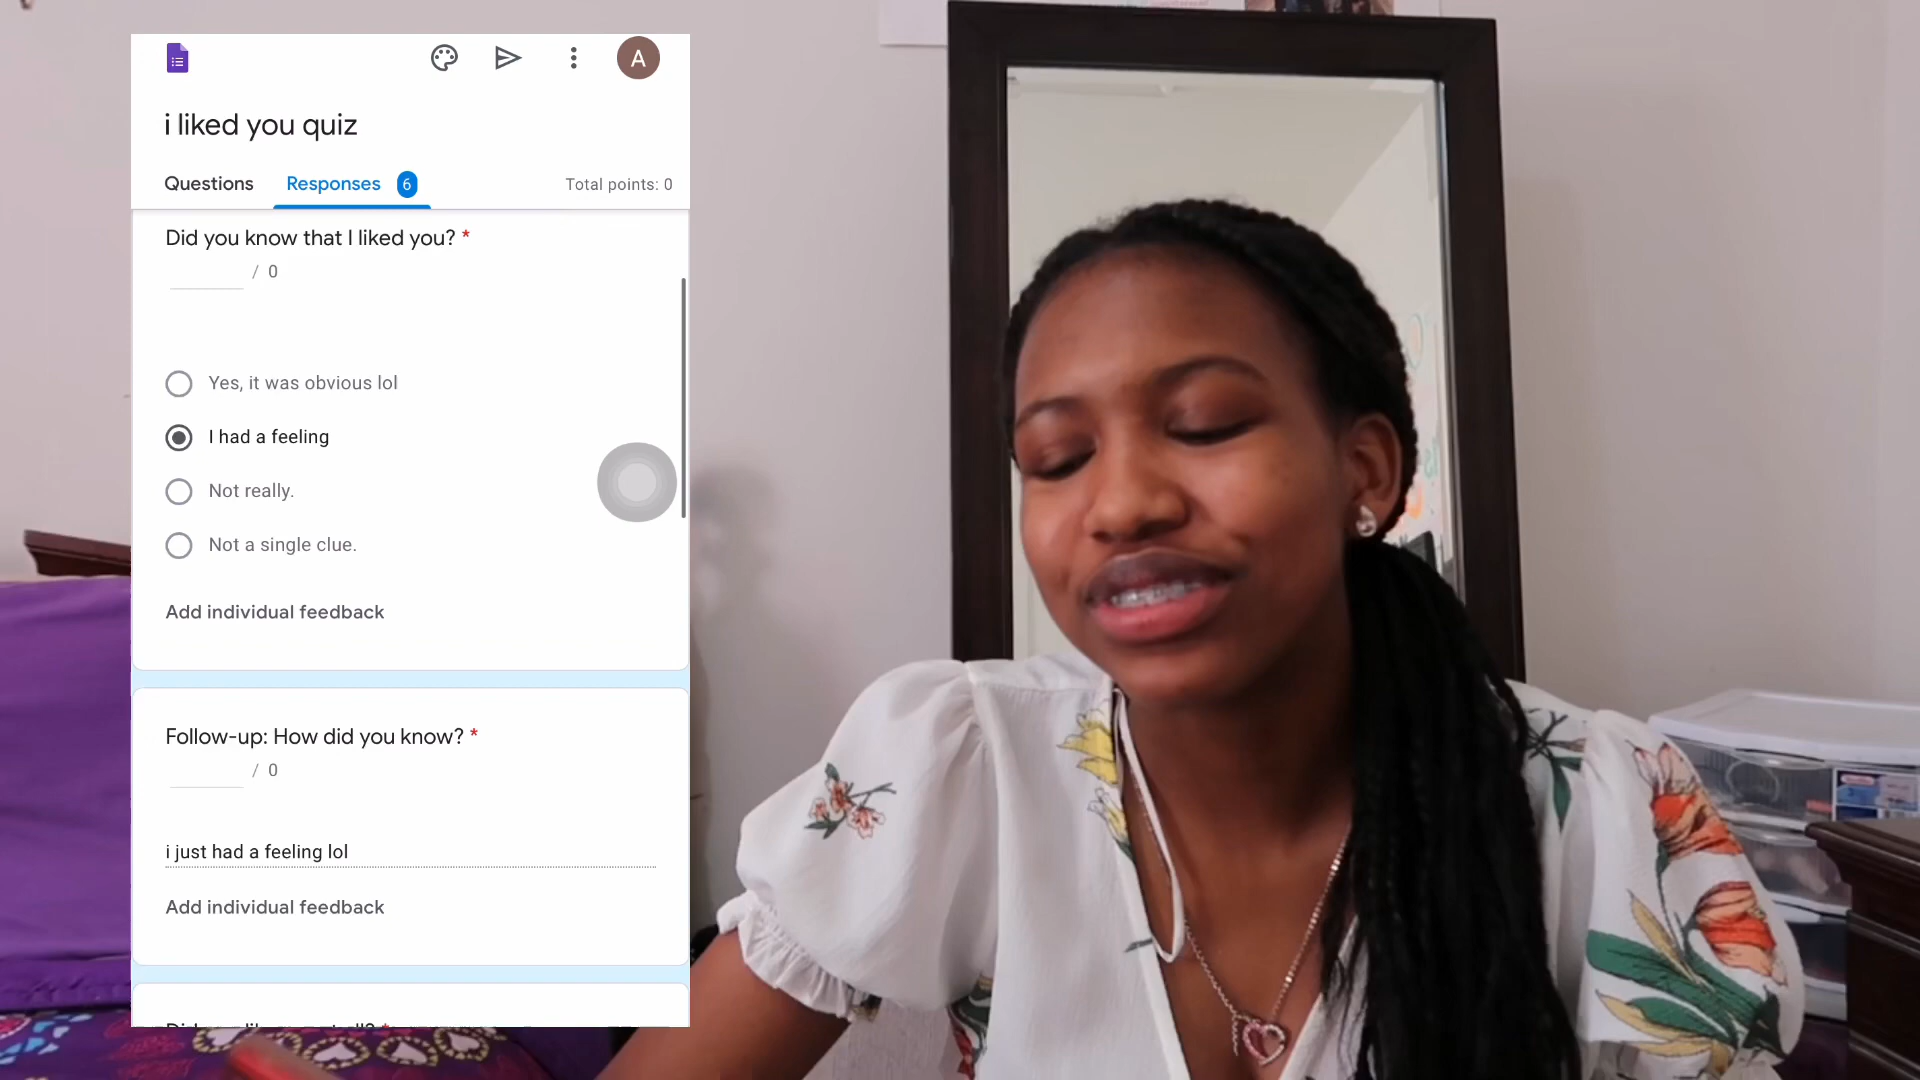 A
i liked you quiz
Questions
Responses 6
Total points: 0
Did you know that I liked you? *
/ 0
Yes, it was obvious lol
I had a feeling
Not really.
Not a single clue.
Add individual feedback
Follow-up: How did you know? *
/ 0
i just had a feeling lol
Add individual feedback